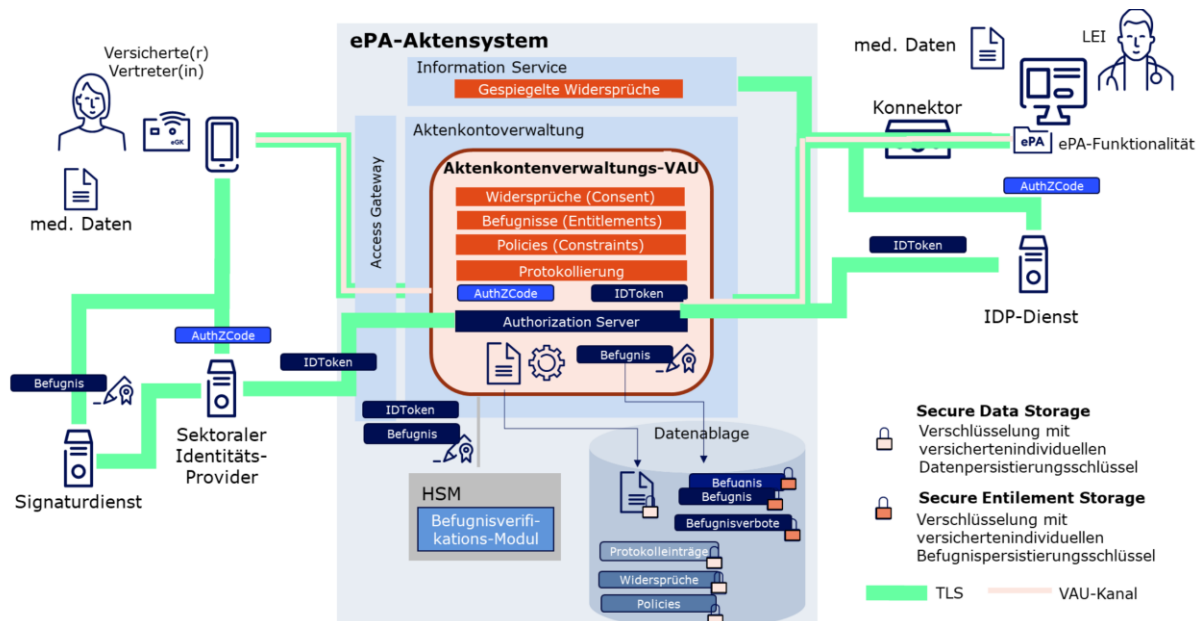 Versicherte(r)
Vertreter(in)
eGK
med. Daten
AuthZCode
IDToken
Befugnis
Sektoraler
Identitäts-
Provider
Signaturdienst
ePA-Aktensystem
Information Service
Gespiegelte Widersprüche
Access Gateway
Aktenkontoverwaltung
Aktenkontenverwaltungs-VAU
Widersprüche (Consent)
Befugnisse (Entitlements)
Policies (Constraints)
Protokollierung
AuthZCode
IDToken
Authorization Server
Befugnis
IDToken
Befugnis
HSM
Befugnisverifi-
kations-Modul
Datenablage
Befugnis
Befugnis
Befugnisverbote
Protokolleinträge
Widersprüche
Policies
med. Daten
LEI
Konnektor
ePA
ePA-Funktionalität
AuthZCode
IDToken
IDP-Dienst
Secure Data Storage
Verschlüsselung mit
versichertenindividuellen
Datenpersistierungsschlüssel
Secure Entilement Storage
Verschlüsselung mit
versichertenindividuellen
Befugnispersistierungsschlüssel
TLS
VAU-Kanal